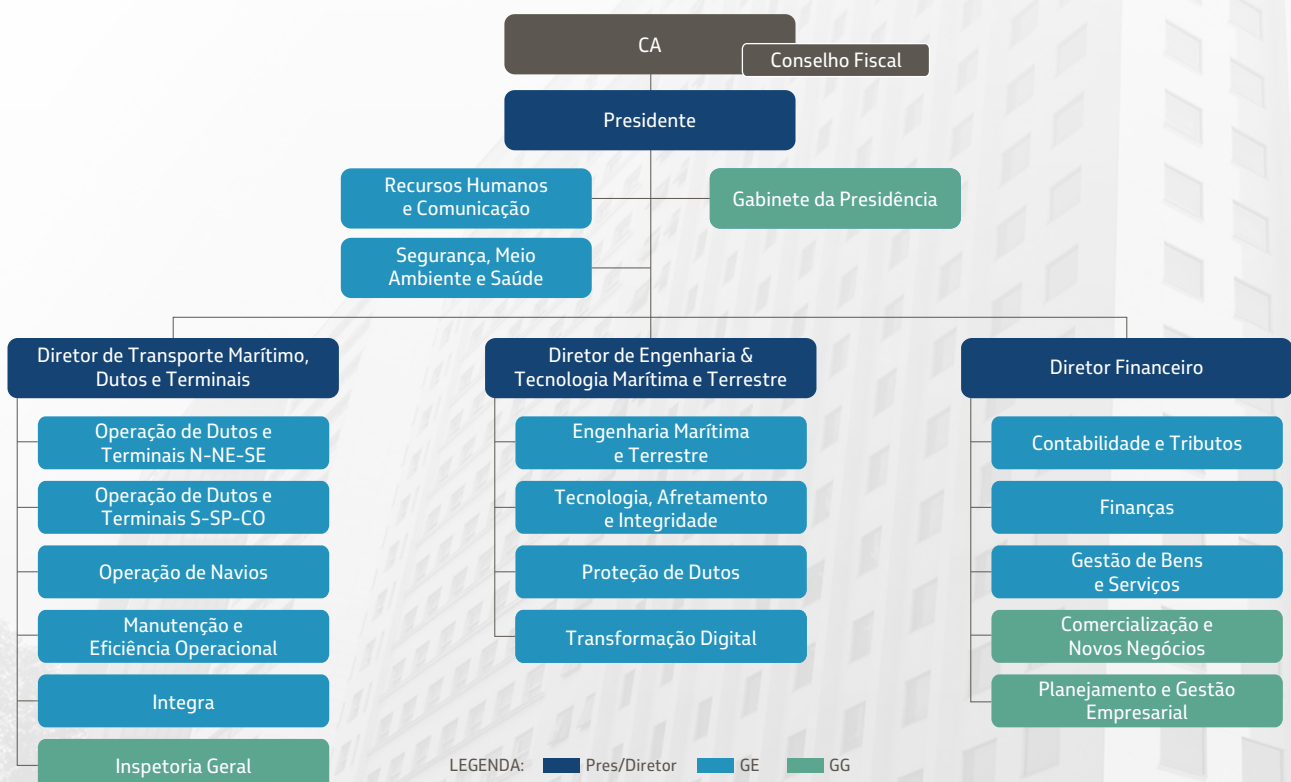 CA
Conselho Fiscal
Presidente
Recursos Humanos
e Comunicação
Gabinete da Presidência
Segurança, Meio
Ambiente e Saúde
Diretor de Transporte Marítimo,
Dutos e Terminais
Operação de Dutos e
Terminais N-NE-SE
Operação de Dutos e
Terminais S-SP-CO
Operação de Navios
Manutenção e
Eficiência Operacional
Integra
Inspetoria Geral
Diretor de Engenharia &
Tecnologia Marítima e Terrestre
Engenharia Marítima
e Terrestre
Tecnologia, Afretamento
e Integridade
Proteção de Dutos
Transformação Digital
Diretor Financeiro
Contabilidade e Tributos
Finanças
Gestão de Bens
e Serviços
Comercialização e
Novos Negócios
Planejamento e Gestão
Empresarial
LEGENDA: Pres/Diretor GE GG